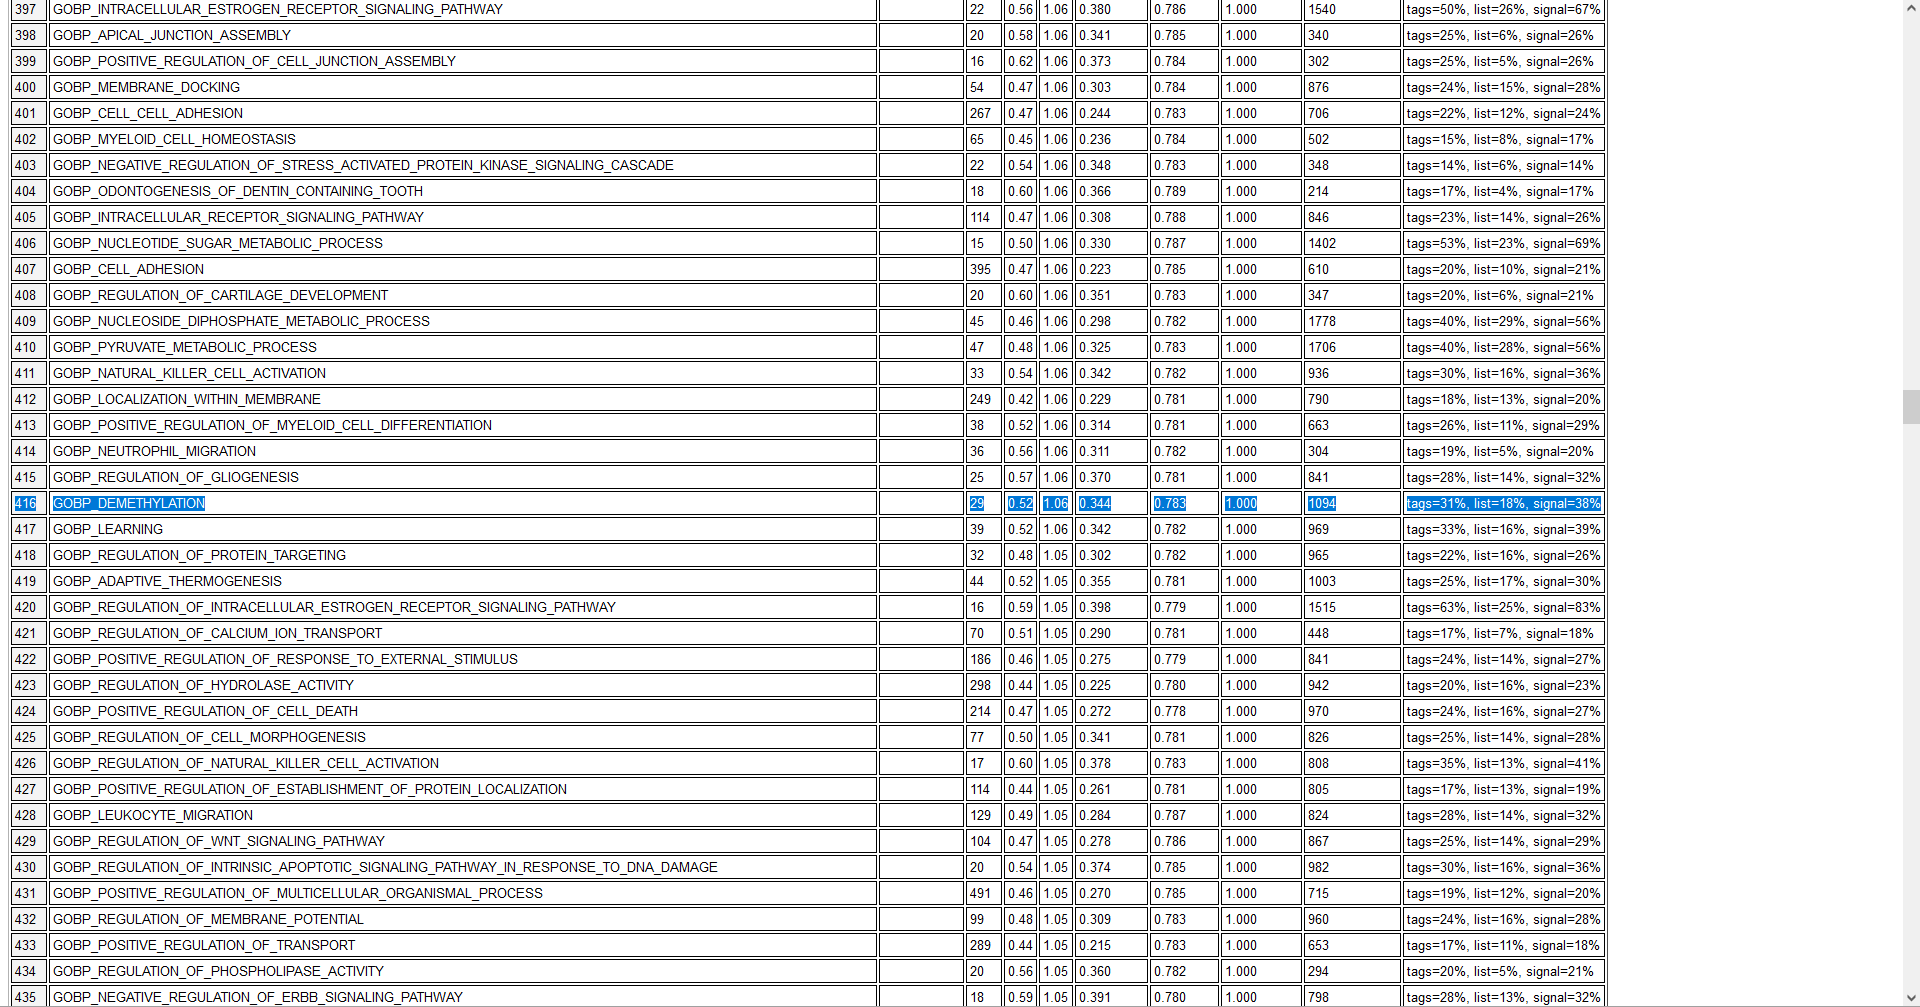 397 GOBP_INTRACELLULAR_ESTROGEN_RECEPTOR_SIGNALING_PATHWAY 22 0.56 1.06 0.380 0.786 1.000 1540 tags=50%, list=26%, signal=67%
398 GOBP_APICAL_JUNCTION_ASSEMBLY 20 0.58 1.06 0.341 0.785 1.000 340 tags=25%, list=6%, signal=26%
399 GOBP_POSITIVE_REGULATION_OF_CELL_JUNCTION_ASSEMBLY 16 0.62 1.06 0.373 0.784 1.000 302 tags=25%, list=5%, signal=26%
400 GOBP_MEMBRANE_DOCKING 54 0.47 1.06 0.303 0.784 1.000 876 tags=24%, list=15%, signal=28%
401 GOBP_CELL_CELL_ADHESION 267 0.47 1.06 0.244 0.783 1.000 706 tags=22%, list=12%, signal=24%
402 GOBP_MYELOID_CELL_HOMEOSTASIS 65 0.45 1.06 0.236 0.784 1.000 502 tags=15%, list=8%, signal=17%
403 GOBP_NEGATIVE_REGULATION_OF_STRESS_ACTIVATED_PROTEIN_KINASE_SIGNALING_CASCADE 22 0.54 1.06 0.348 0.783 1.000 348 tags=14%, list=6%, signal=14%
404 GOBP_ODONTOGENESIS_OF_DENTIN_CONTAINING_TOOTH 18 0.60 1.06 0.366 0.789 1.000 214 tags=17%, list=4%, signal=17%
405 GOBP_INTRACELLULAR_RECEPTOR_SIGNALING_PATHWAY 114 0.47 1.06 0.308 0.788 1.000 846 tags=23%, list=14%, signal=26%
406 GOBP_NUCLEOTIDE_SUGAR_METABOLIC_PROCESS 15 0.50 1.06 0.330 0.787 1.000 1402 tags=53%, list=23%, signal=69%
407 GOBP_CELL_ADHESION 395 0.47 1.06 0.223 0.785 1.000 610 tags=20%, list=10%, signal=21%
408 GOBP_REGULATION_OF_CARTILAGE_DEVELOPMENT 20 0.60 1.06 0.351 0.783 1.000 347 tags=20%, list=6%, signal=21%
409 GOBP_NUCLEOSIDE_DIPHOSPHATE_METABOLIC_PROCESS 45 0.46 1.06 0.298 0.782 1.000 1778 tags=40%, list=29%, signal=56%
410 GOBP_PYRUVATE_METABOLIC_PROCESS 47 0.48 1.06 0.325 0.783 1.000 1706 tags=40%, list=28%, signal=56%
411 GOBP_NATURAL_KILLER_CELL_ACTIVATION 33 0.54 1.06 0.342 0.782 1.000 936 tags=30%, list=16%, signal=36%
412 GOBP_LOCALIZATION_WITHIN_MEMBRANE 249 0.42 1.06 0.229 0.781 1.000 790 tags=18%, list=13%, signal=20%
413 GOBP_POSITIVE_REGULATION_OF_MYELOID_CELL_DIFFERENTIATION 38 0.52 1.06 0.314 0.781 1.000 663 tags=26%, list=11%, signal=29%
414 GOBP_NEUTROPHIL_MIGRATION 36 0.56 1.06 0.311 0.782 1.000 304 tags=19%, list=5%, signal=20%
415 GOBP_REGULATION_OF_GLIOGENESIS 25 0.57 1.06 0.370 0.781 1.000 841 tags=28%, list=14%, signal=32%
416 GOBP_DEMETHYLATION 29 0.52 1.06 0.344 0.783 1.000 1094 tags=31%, list=18%, signal=38%
417 GOBP_LEARNING 39 0.52 1.06 0.342 0.782 1.000 969 tags=33%, list=16%, signal=39%
418 GOBP_REGULATION_OF_PROTEIN_TARGETING 32 0.48 1.05 0.302 0.782 1.000 965 tags=22%, list=16%, signal=26%
419 GOBP_ADAPTIVE_THERMOGENESIS 44 0.52 1.05 0.355 0.781 1.000 1003 tags=25%, list=17%, signal=30%
420 GOBP_REGULATION_OF_INTRACELLULAR_ESTROGEN_RECEPTOR_SIGNALING_PATHWAY 16 0.59 1.05 0.398 0.779 1.000 1515 tags=63%, list=25%, signal=83%
421 GOBP_REGULATION_OF_CALCIUM_ION_TRANSPORT 70 0.51 1.05 0.290 0.781 1.000 448 tags=17%, list=7%, signal=18%
422 GOBP_POSITIVE_REGULATION_OF_RESPONSE_TO_EXTERNAL_STIMULUS 186 0.46 1.05 0.275 0.779 1.000 841 tags=24%, list=14%, signal=27%
423 GOBP_REGULATION_OF_HYDROLASE_ACTIVITY 298 0.44 1.05 0.225 0.780 1.000 942 tags=20%, list=16%, signal=23%
424 GOBP_POSITIVE_REGULATION_OF_CELL_DEATH 214 0.47 1.05 0.272 0.778 1.000 970 tags=24%, list=16%, signal=27%
425 GOBP_REGULATION_OF_CELL_MORPHOGENESIS 77 0.50 1.05 0.341 0.781 1.000 826 tags=25%, list=14%, signal=28%
426 GOBP_REGULATION_OF_NATURAL_KILLER_CELL_ACTIVATION 17 0.60 1.05 0.378 0.783 1.000 808 tags=35%, list=13%, signal=41%
427 GOBP_POSITIVE_REGULATION_OF_ESTABLISHMENT_OF_PROTEIN_LOCALIZATION 114 0.44 1.05 0.261 0.781 1.000 805 tags=17%, list=13%, signal=19%
428 GOBP_LEUKOCYTE_MIGRATION 129 0.49 1.05 0.284 0.787 1.000 824 tags=28%, list=14%, signal=32%
429 GOBP_REGULATION_OF_WNT_SIGNALING_PATHWAY 104 0.47 1.05 0.278 0.786 1.000 867 tags=25%, list=14%, signal=29%
430 GOBP_REGULATION_OF_INTRINSIC_APOPTOTIC_SIGNALING_PATHWAY_IN_RESPONSE_TO_DNA_DAMAGE 20 0.54 1.05 0.374 0.785 1.000 982 tags=30%, list=16%, signal=36%
431 GOBP_POSITIVE_REGULATION_OF_MULTICELLULAR_ORGANISMAL_PROCESS 491 0.46 1.05 0.270 0.785 1.000 715 tags=19%, list=12%, signal=20%
432 GOBP_REGULATION_OF_MEMBRANE_POTENTIAL 99 0.48 1.05 0.309 0.783 1.000 960 tags=24%, list=16%, signal=28%
433 GOBP_POSITIVE_REGULATION_OF_TRANSPORT 289 0.44 1.05 0.215 0.783 1.000 653 tags=17%, list=11%, signal=18%
434 GOBP_REGULATION_OF_PHOSPHOLIPASE_ACTIVITY 20 0.56 1.05 0.360 0.782 1.000 294 tags=20%, list=5%, signal=21%
435 GOBP_NEGATIVE_REGULATION_OF_ERBB_SIGNALING_PATHWAY 18 0.59 1.05 0.391 0.780 1.000 798 tags=28%, list=13%, signal=32%